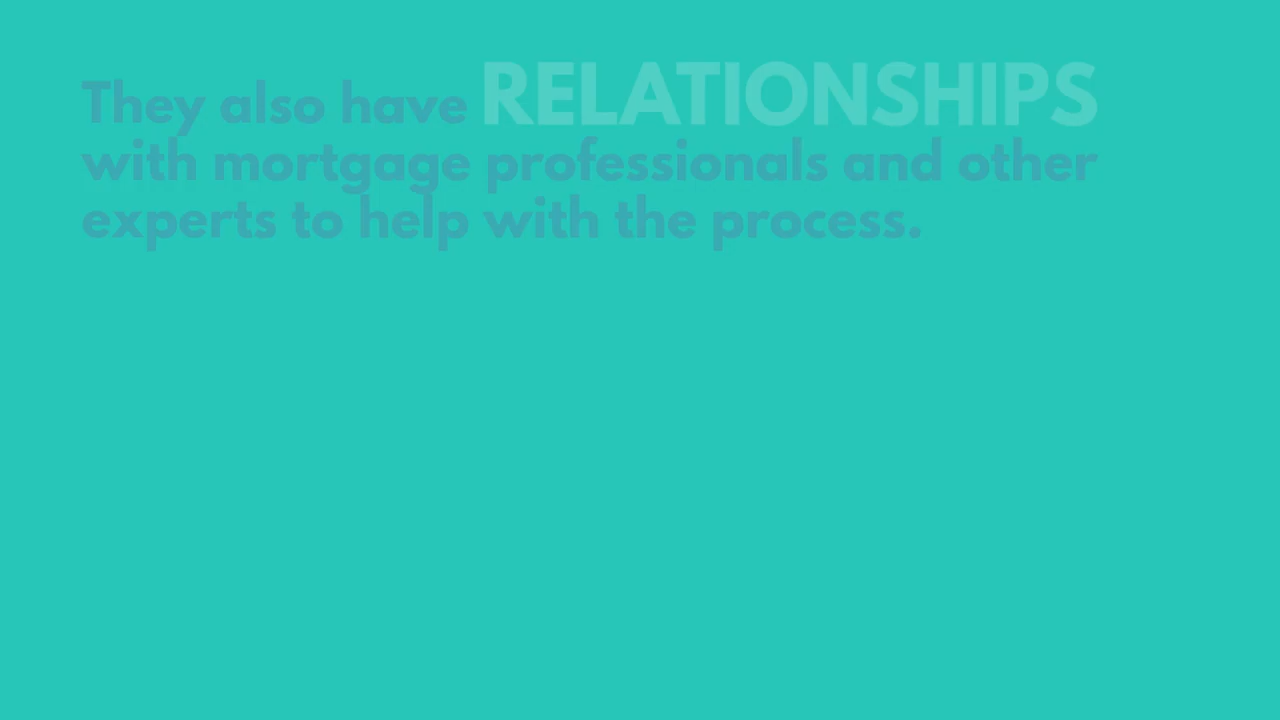 They also have RELATIONSHIPS
with mortgage professionals and other
experts to help with the process.